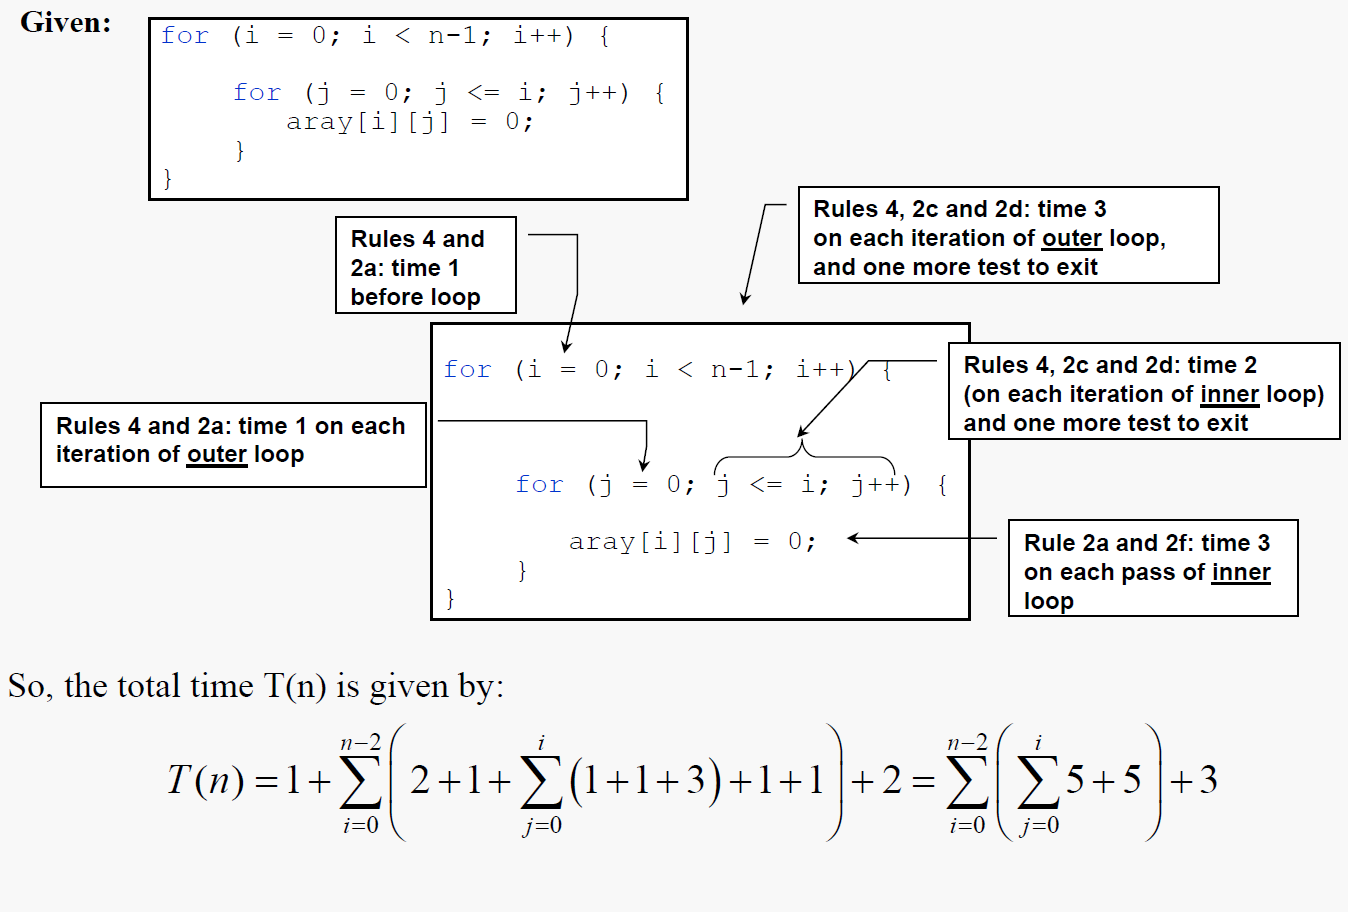 Given:
for (i = 0; i < n-1; i++) {
for (j = 0; j <= i; j++) {
aray[i][j] = 0;
}
}
Rules 4, 2c and 2d: time 3
on each iteration of outer loop,
and one more test to exit
Rules 4 and
2a: time 1
before loop
for (i = 0; i < n-1; i++) {
Rules 4, 2c and 2d: time 2
(on each iteration of inner loop)
and one more test to exit
Rules 4 and 2a: time 1 on each
iteration of outer loop
for (j = 0; j <= i; j++) {
aray[i][j] = 0;
}
}
Rule 2a and 2f: time 3
on each pass of inner
loop
So, the total time T(n) is given by:
T(n) = 1 + ∑_{i=0}^{n−2} ( 2 + 1 + ∑_{j=0}^{i} (1 + 1 + 3) + 1 + 1 ) + 2 = ∑_{i=0}^{n−2} ( ∑_{j=0}^{i} 5 + 5 ) + 3